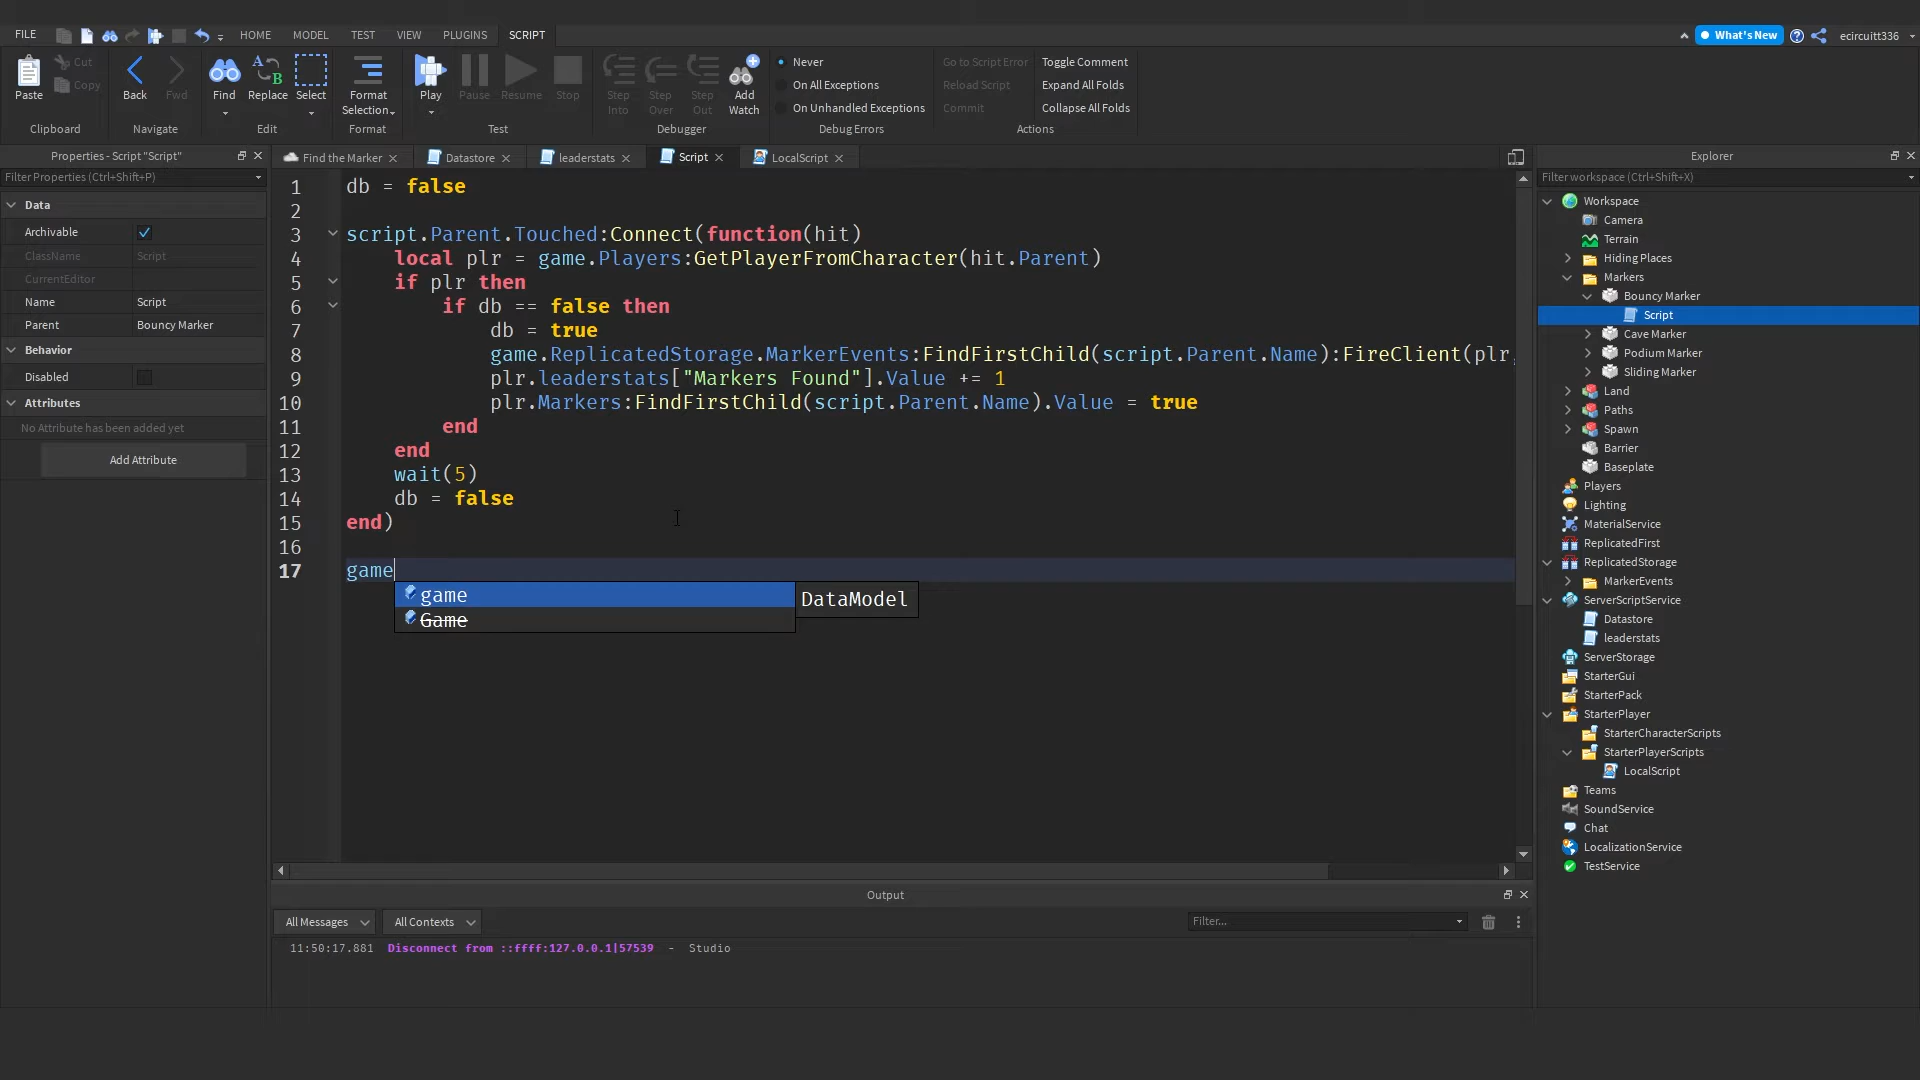 FILE HOME MODEL TEST VIEW PLUGINS SCRIPT What's New ecircuitt336
Paste Cut Copy Back Fwd Find Replace Select Format Selection Play Pause Resume Stop Step Into Step Over Step Out Add Watch
Never Go to Script Error Toggle Comment
On All Exceptions Reload Script Expand All Folds
On Unhandled Exceptions Commit Collapse All Folds
Clipboard Navigate Edit Format Test Debugger Debug Errors Actions
Properties - Script "Script"
Filter Properties (Ctrl+Shift+P)
Data
Archivable
ClassName Script
CurrentEditor
Name Script
Parent Bouncy Marker
Behavior
Disabled
Attributes
No Attribute has been added yet
Add Attribute
Find the Marker Datastore leaderstats Script LocalScript
1 db = false
2
3 script.Parent.Touched:Connect(function(hit)
4 local plr = game.Players:GetPlayerFromCharacter(hit.Parent)
5 if plr then
6 if db == false then
7 db = true
8 game.ReplicatedStorage.MarkerEvents:FindFirstChild(script.Parent.Name):FireClient(plr,
9 plr.leaderstats["Markers Found"].Value += 1
10 plr.Markers:FindFirstChild(script.Parent.Name).Value = true
11 end
12 end
13 wait(5)
14 db = false
15 end)
16
17 game
game DataModel
Game
Output
All Messages All Contexts Filter...
11:50:17.881 Disconnect from ::ffff:127.0.0.1|57539 - Studio
Explorer
Filter workspace (Ctrl+Shift+X)
Workspace
Camera
Terrain
Hiding Places
Markers
Bouncy Marker
Script
Cave Marker
Podium Marker
Sliding Marker
Land
Paths
Spawn
Barrier
Baseplate
Players
Lighting
MaterialService
ReplicatedFirst
ReplicatedStorage
MarkerEvents
ServerScriptService
Datastore
leaderstats
ServerStorage
StarterGui
StarterPack
StarterPlayer
StarterCharacterScripts
StarterPlayerScripts
LocalScript
Teams
SoundService
Chat
LocalizationService
TestService